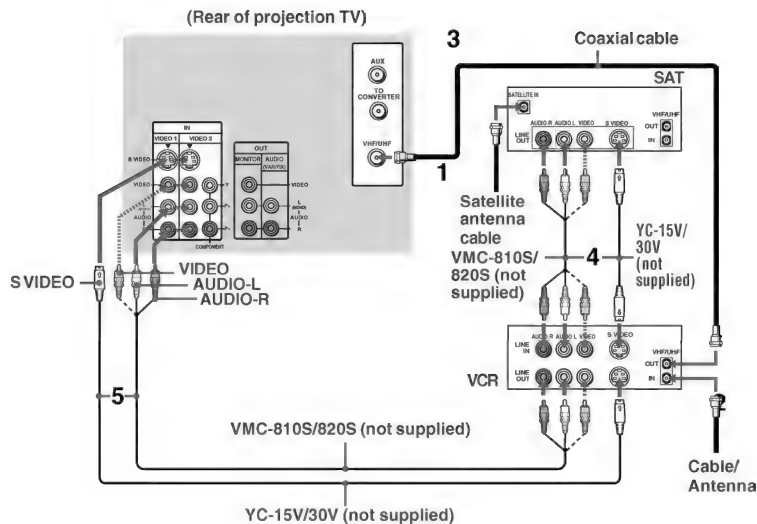 (Rear of projection TV)
3
Coaxial cable
AUX
TO
CONVERTER
VHF/UHF
1
SAT
SATELLITE IN
AUDIO R AUDIO L VIDEO
S VIDEO
VHF/UHF
LINE
OUT
OUT
IN
IN
VIDEO 1
VIDEO 3
S VIDEO
VIDEO
AUDIO
L
R
Y
COMPONENT
OUT
MONITOR
AUDIO
(VAR/FIX)
VIDEO
L
(MONO)
AUDIO
R
Satellite
antenna
cable
VMC-810S/
820S (not
supplied)
4
YC-15V/
30V
(not
supplied)
S VIDEO
VIDEO
AUDIO-L
AUDIO-R
VCR
AUDIO R AUDIO L VIDEO
S VIDEO
LINE
IN
LINE
OUT
VHF/UHF
OUT
IN
5
VMC-810S/820S (not supplied)
YC-15V/30V (not supplied)
Cable/
Antenna